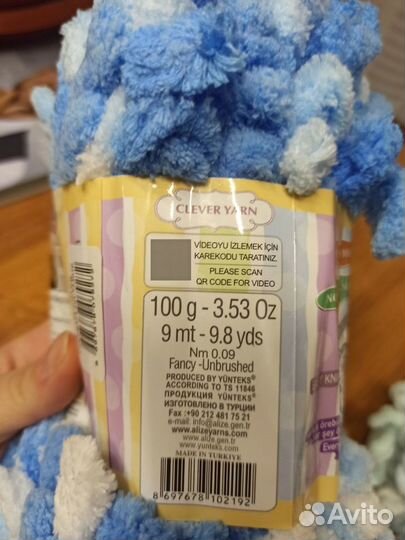 CLEVER YARN
VİDEOYU İZLEMEK İÇİN
KAREKODU TARATINIZ.
PLEASE SCAN
QR CODE FOR VIDEO
100 g - 3.53 Oz
9 mt - 9.8 yds
Nm 0.09
Fancy -Unbrushed
PRODUCED BY YÜNTEKS®
ACCORDING TO TS 11846
ПРОДУКЦИЯ YÜNTEKS®
ИЗГОТОВЛЕНО В ТУРЦИИ
Fax :+90 212 481 75 21
e-mail : info@alize.gen.tr
www.alizeyarns.com
www.alize.gen.tr
www.yunteks.com
MADE IN TURKIYE
8 697678 102192
Avito